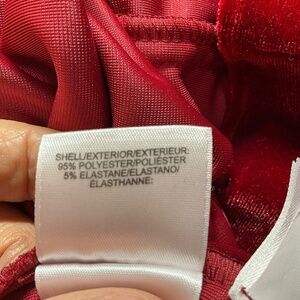 SHELL/EXTERIOR/EXTERIEUR:
95% POLYESTER/POLIÉSTER
5% ELASTANE/ELASTANO/
ÉLASTHANNE: